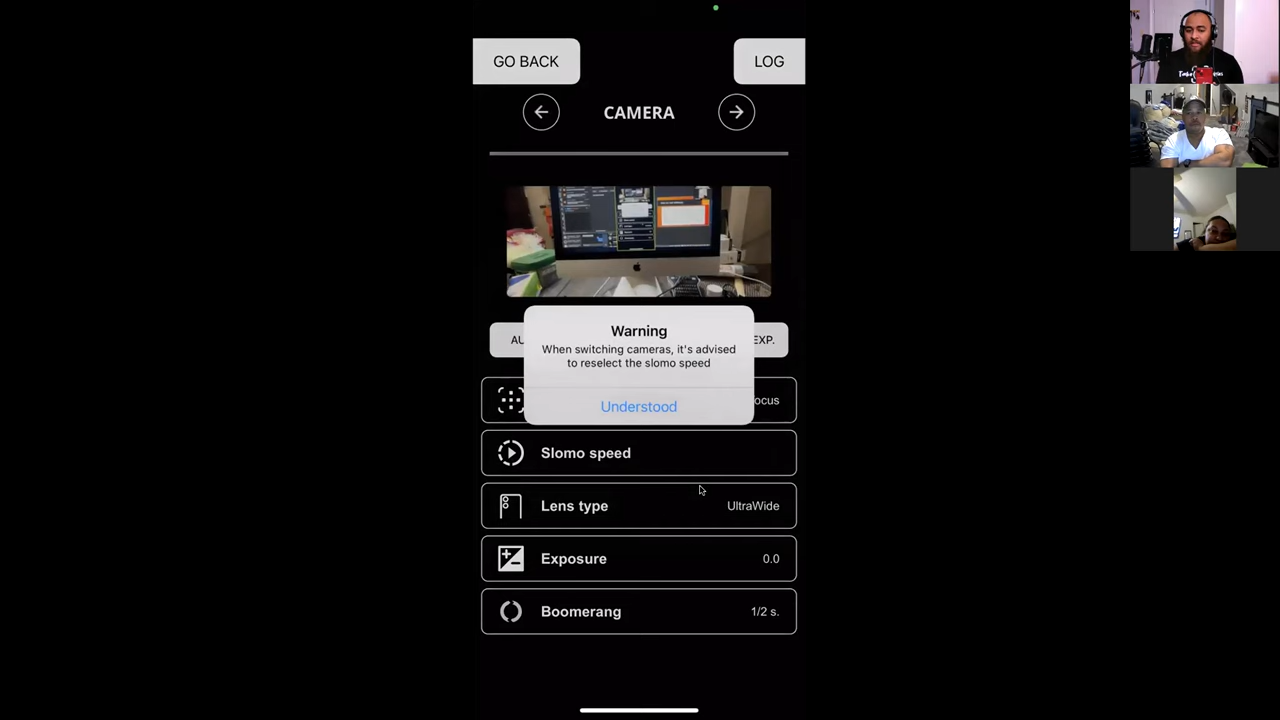 GO BACK
LOG
CAMERA
AU
EXP.
Warning
When switching cameras, it's advised
to reselect the slomo speed
Understood
ocus
Slomo speed
Lens type
UltraWide
Exposure
0.0
Boomerang
1/2 s.